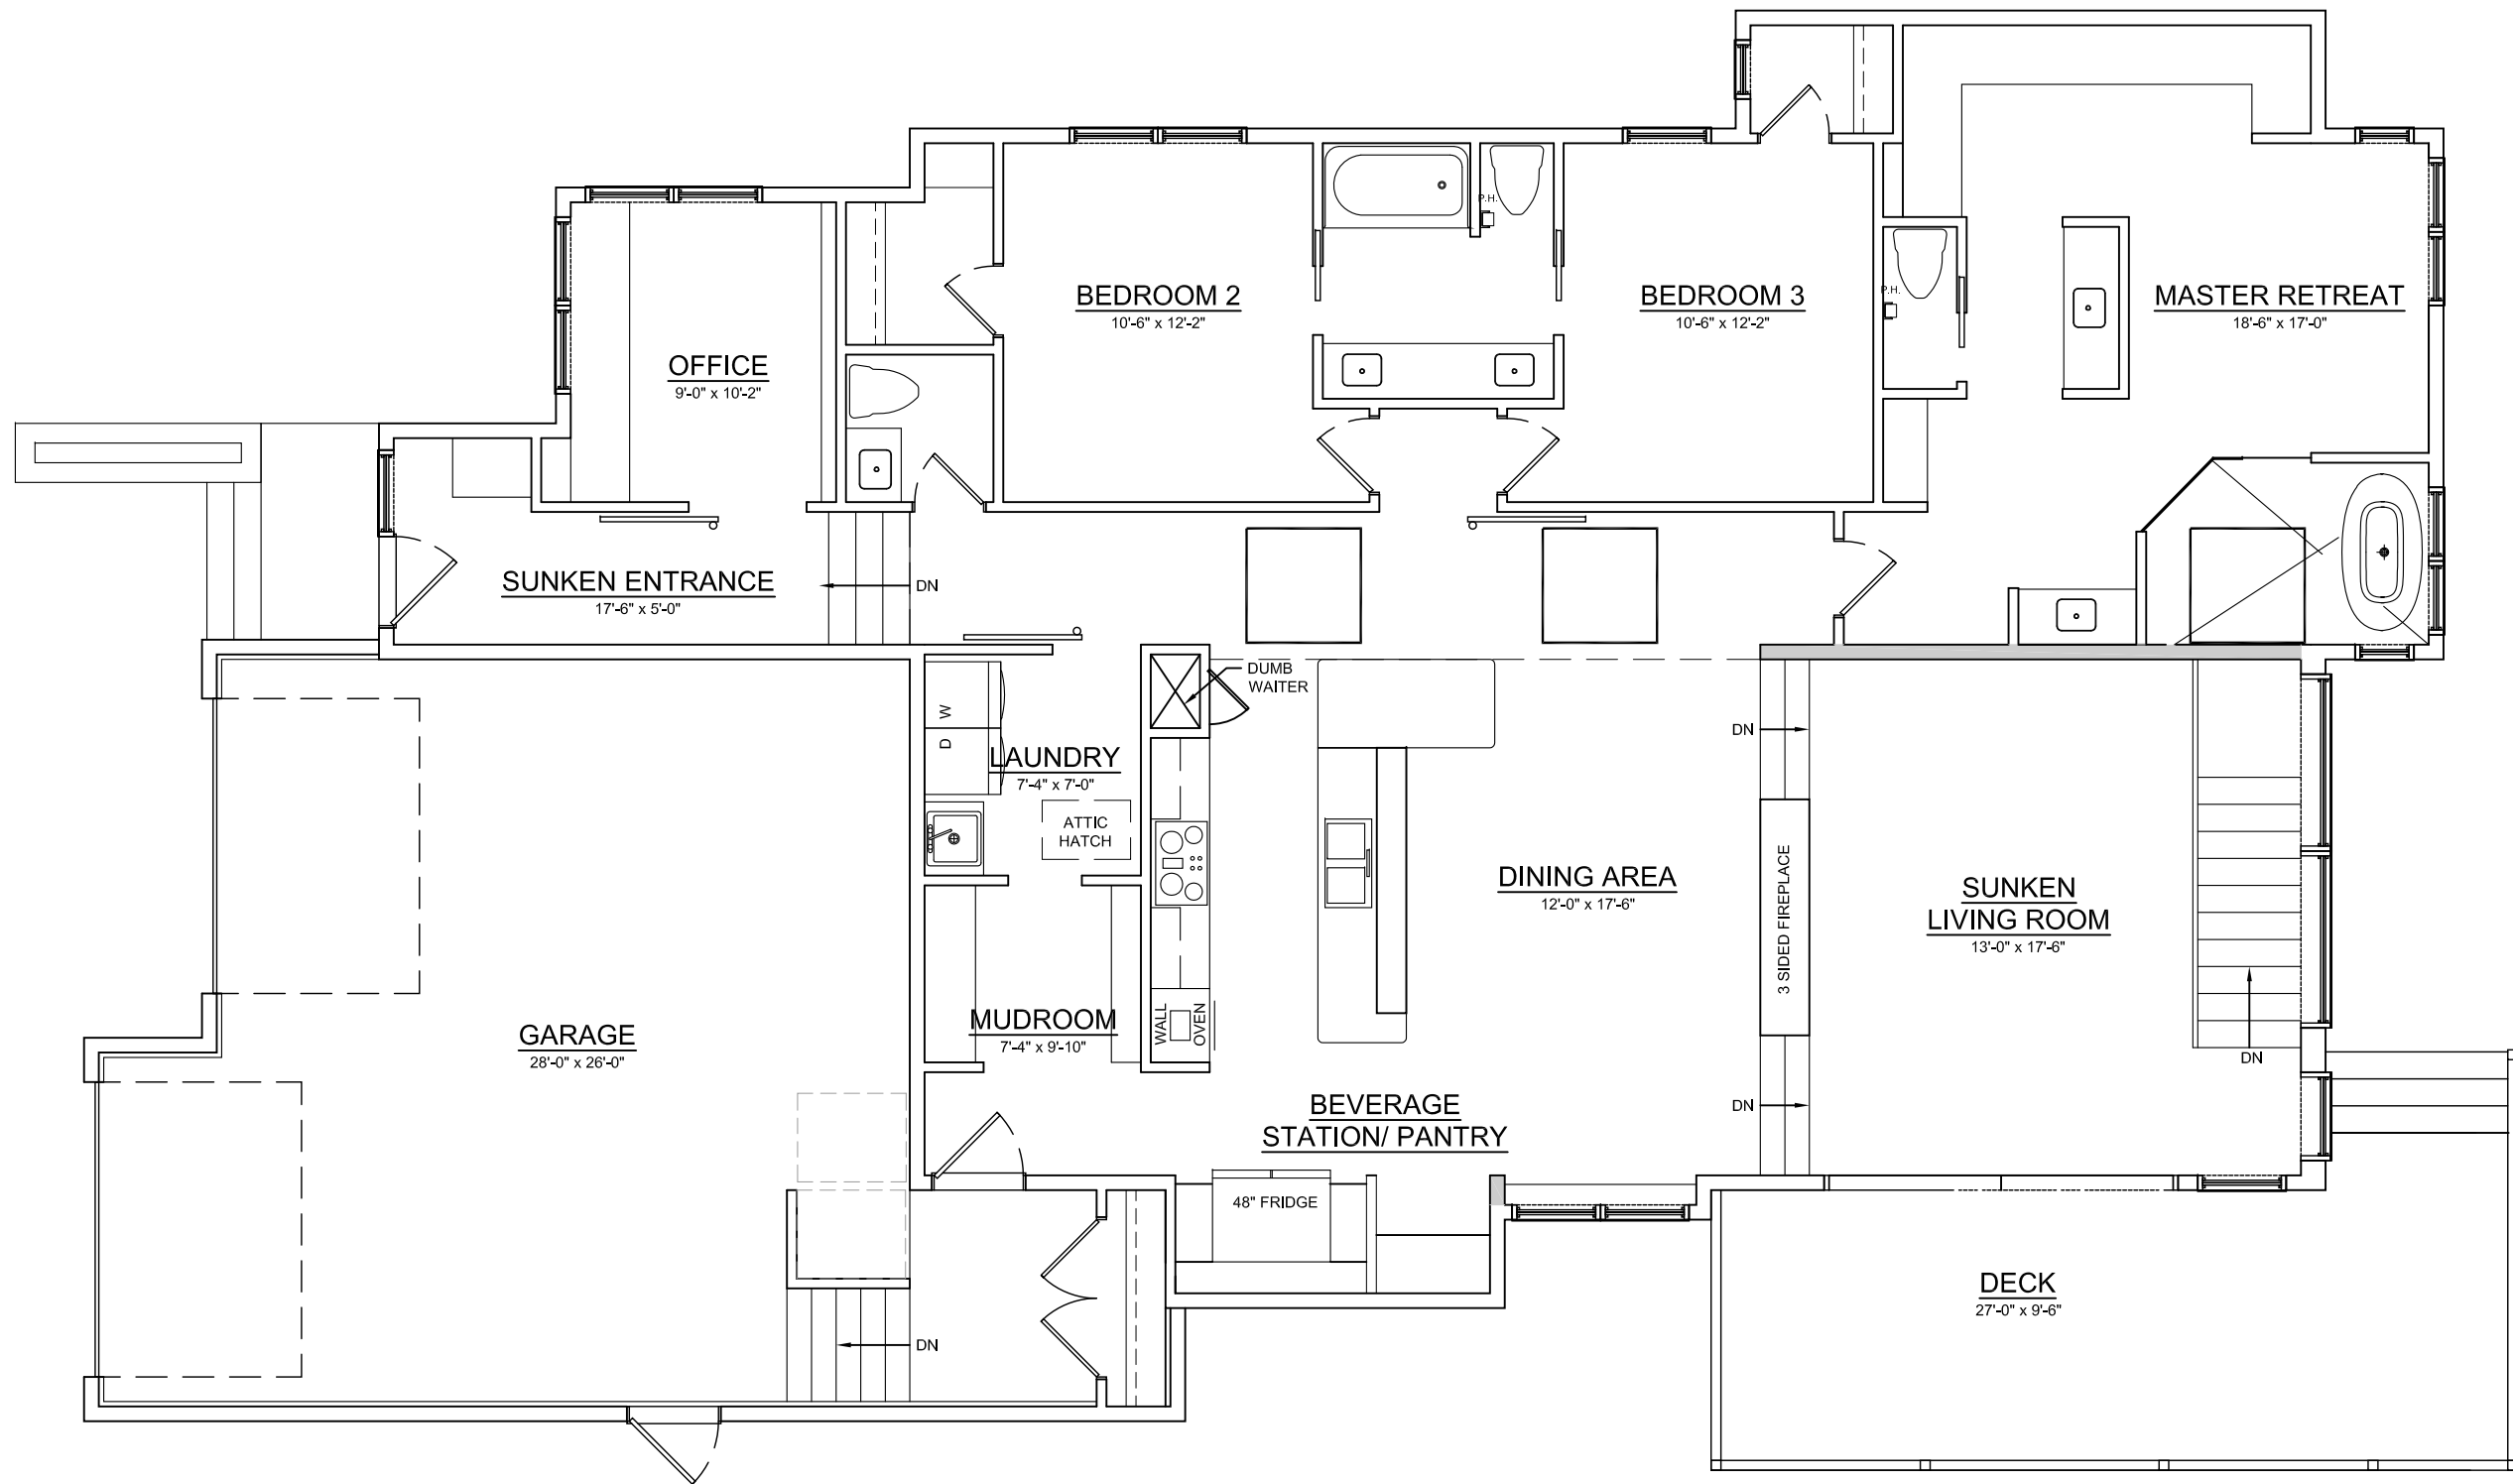 P.H.
BEDROOM 2
10'-6" x 12'-2"
BEDROOM 3
10'-6" x 12'-2"
P.H.
MASTER RETREAT
18'-6" x 17'-0"
OFFICE
9'-0" x 10'-2"
SUNKEN ENTRANCE
17'-6" x 5'-0"
DN
DUMB
WAITER
W
D
LAUNDRY
7'-4" x 7'-0"
ATTIC
HATCH
DN
DINING AREA
12'-0" x 17'-6"
3 SIDED FIREPLACE
SUNKEN
LIVING ROOM
13'-0" x 17'-6"
DN
GARAGE
28'-0" x 26'-0"
MUDROOM
7'-4" x 9'-10"
WALL
OVEN
BEVERAGE
STATION/ PANTRY
DN
48" FRIDGE
DECK
27'-0" x 9'-6"
DN